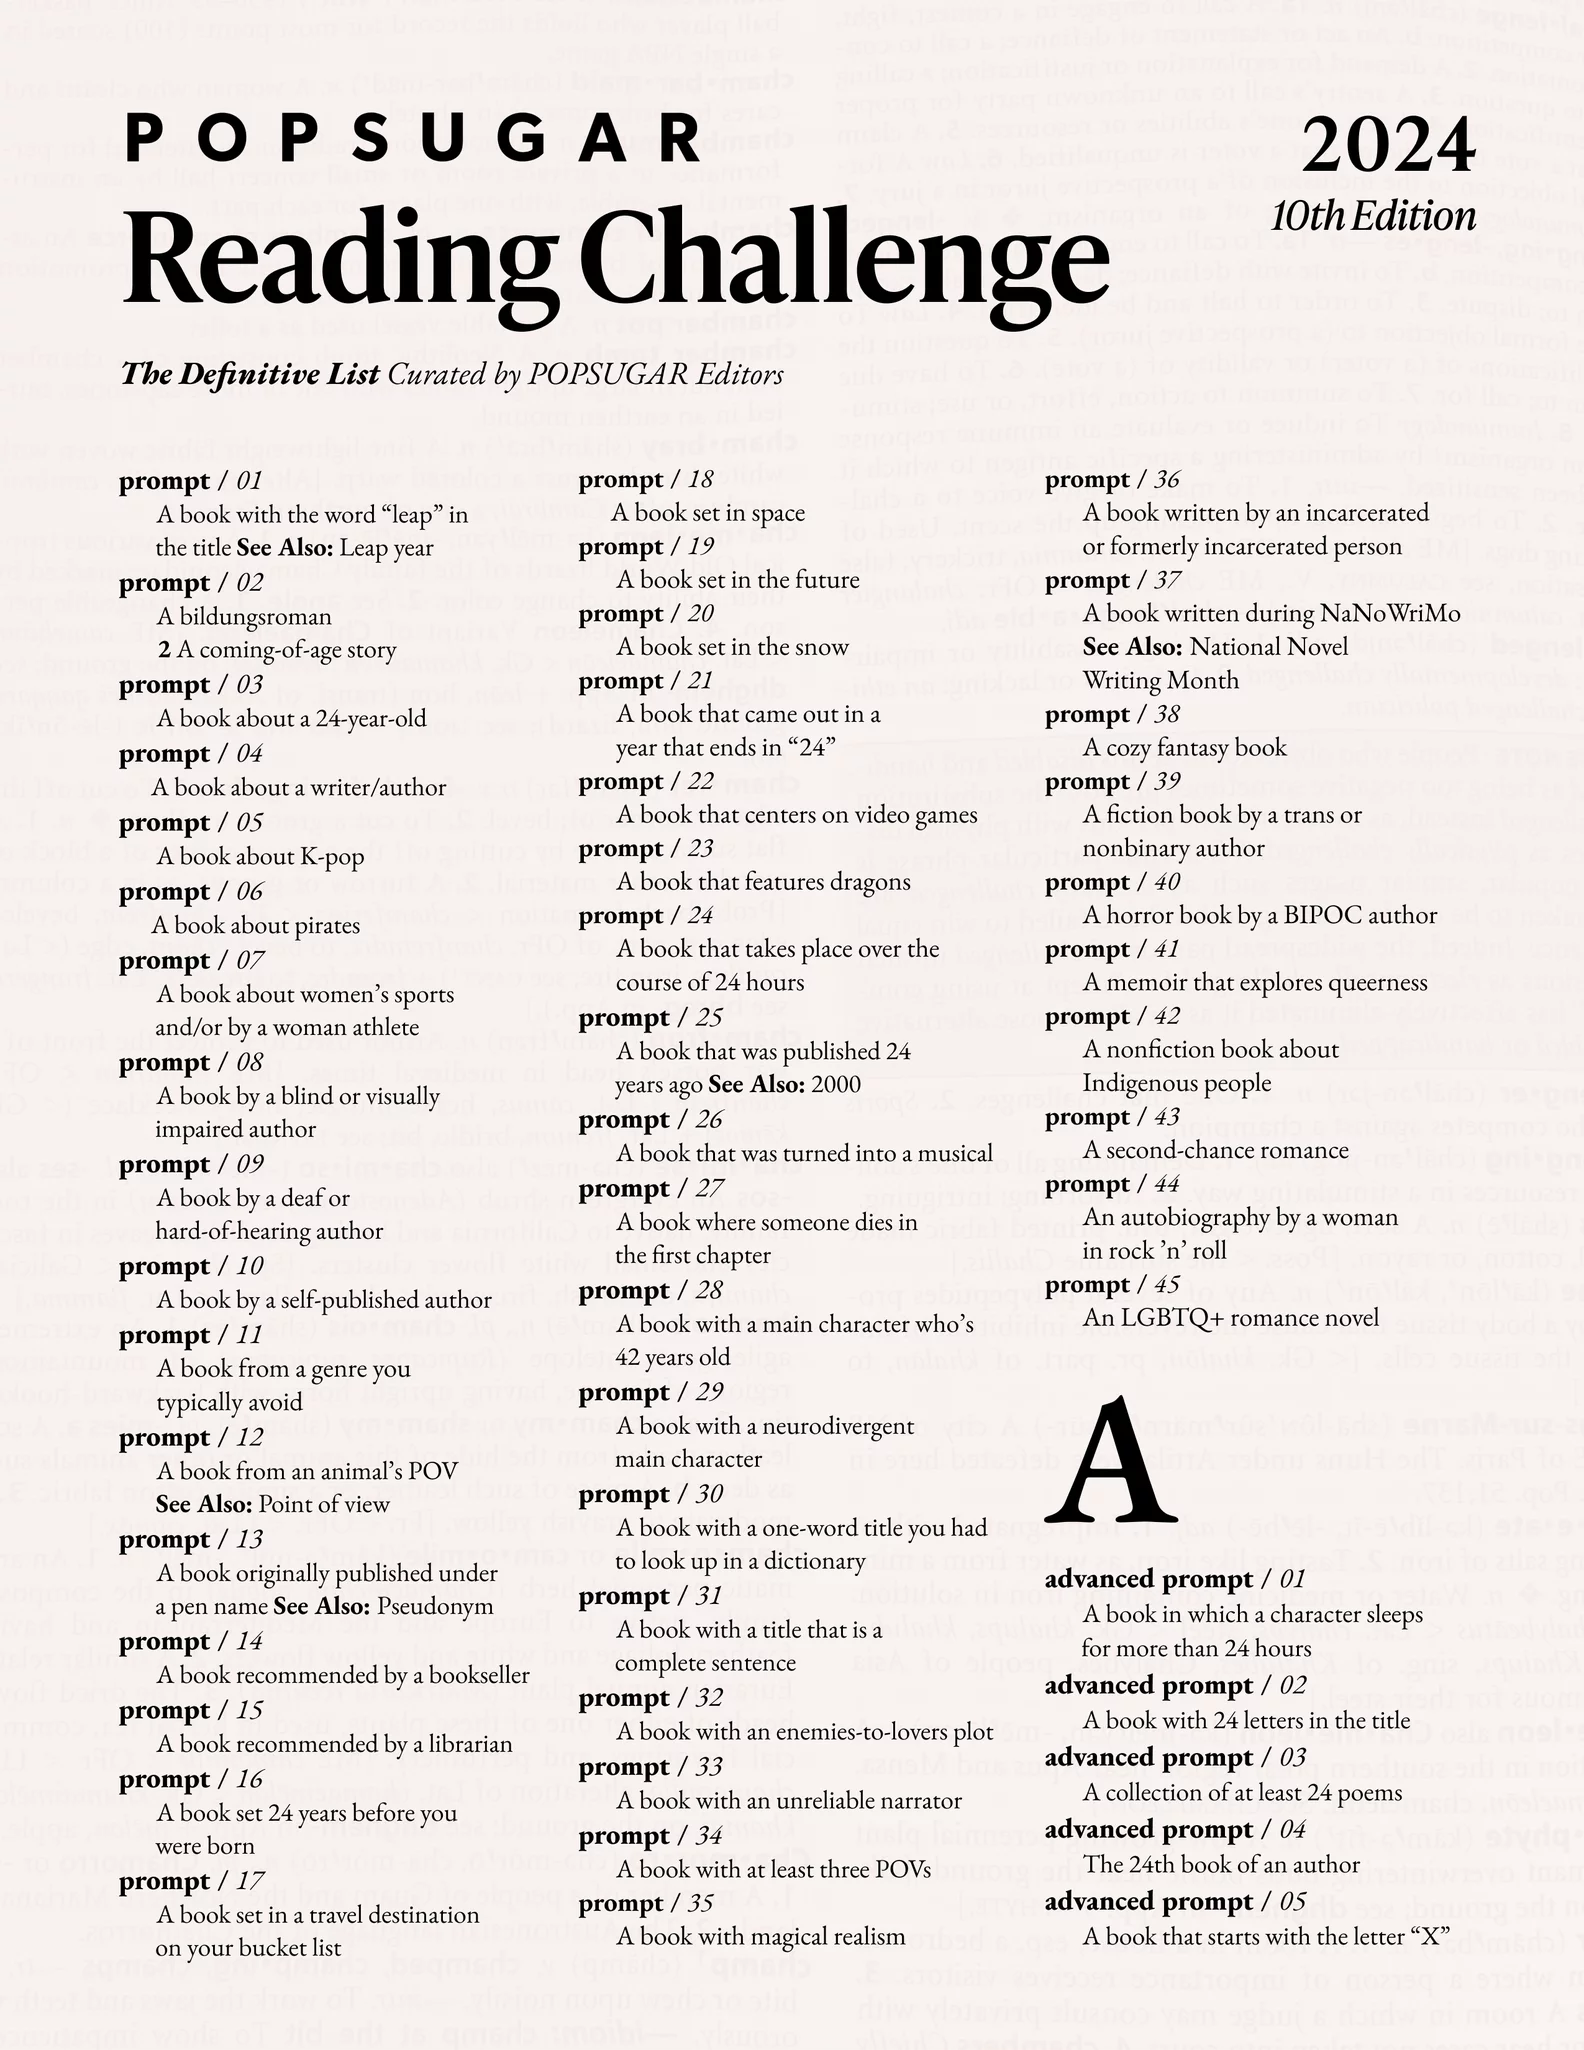 POPSUGAR
Reading Challenge
2024
10th Edition
The Definitive List Curated by POPSUGAR Editors
prompt / 01
A book with the word “leap” in
the title See Also: Leap year
prompt / 02
A bildungsroman
2 A coming-of-age story
prompt / 03
A book about a 24-year-old
prompt / 04
A book about a writer/author
prompt / 05
A book about K-pop
prompt / 06
A book about pirates
prompt / 07
A book about women’s sports
and/or by a woman athlete
prompt / 08
A book by a blind or visually
impaired author
prompt / 09
A book by a deaf or
hard-of-hearing author
prompt / 10
A book by a self-published author
prompt / 11
A book from a genre you
typically avoid
prompt / 12
A book from an animal’s POV
See Also: Point of view
prompt / 13
A book originally published under
a pen name See Also: Pseudonym
prompt / 14
A book recommended by a bookseller
prompt / 15
A book recommended by a librarian
prompt / 16
A book set 24 years before you
were born
prompt / 17
A book set in a travel destination
on your bucket list
prompt / 18
A book set in space
prompt / 19
A book set in the future
prompt / 20
A book set in the snow
prompt / 21
A book that came out in a
year that ends in “24”
prompt / 22
A book that centers on video games
prompt / 23
A book that features dragons
prompt / 24
A book that takes place over the
course of 24 hours
prompt / 25
A book that was published 24
years ago See Also: 2000
prompt / 26
A book that was turned into a musical
prompt / 27
A book where someone dies in
the first chapter
prompt / 28
A book with a main character who’s
42 years old
prompt / 29
A book with a neurodivergent
main character
prompt / 30
A book with a one-word title you had
to look up in a dictionary
prompt / 31
A book with a title that is a
complete sentence
prompt / 32
A book with an enemies-to-lovers plot
prompt / 33
A book with an unreliable narrator
prompt / 34
A book with at least three POVs
prompt / 35
A book with magical realism
prompt / 36
A book written by an incarcerated
or formerly incarcerated person
prompt / 37
A book written during NaNoWriMo
See Also: National Novel
Writing Month
prompt / 38
A cozy fantasy book
prompt / 39
A fiction book by a trans or
nonbinary author
prompt / 40
A horror book by a BIPOC author
prompt / 41
A memoir that explores queerness
prompt / 42
A nonfiction book about
Indigenous people
prompt / 43
A second-chance romance
prompt / 44
An autobiography by a woman
in rock ’n’ roll
prompt / 45
An LGBTQ+ romance novel
A
advanced prompt / 01
A book in which a character sleeps
for more than 24 hours
advanced prompt / 02
A book with 24 letters in the title
advanced prompt / 03
A collection of at least 24 poems
advanced prompt / 04
The 24th book of an author
advanced prompt / 05
A book that starts with the letter “X”